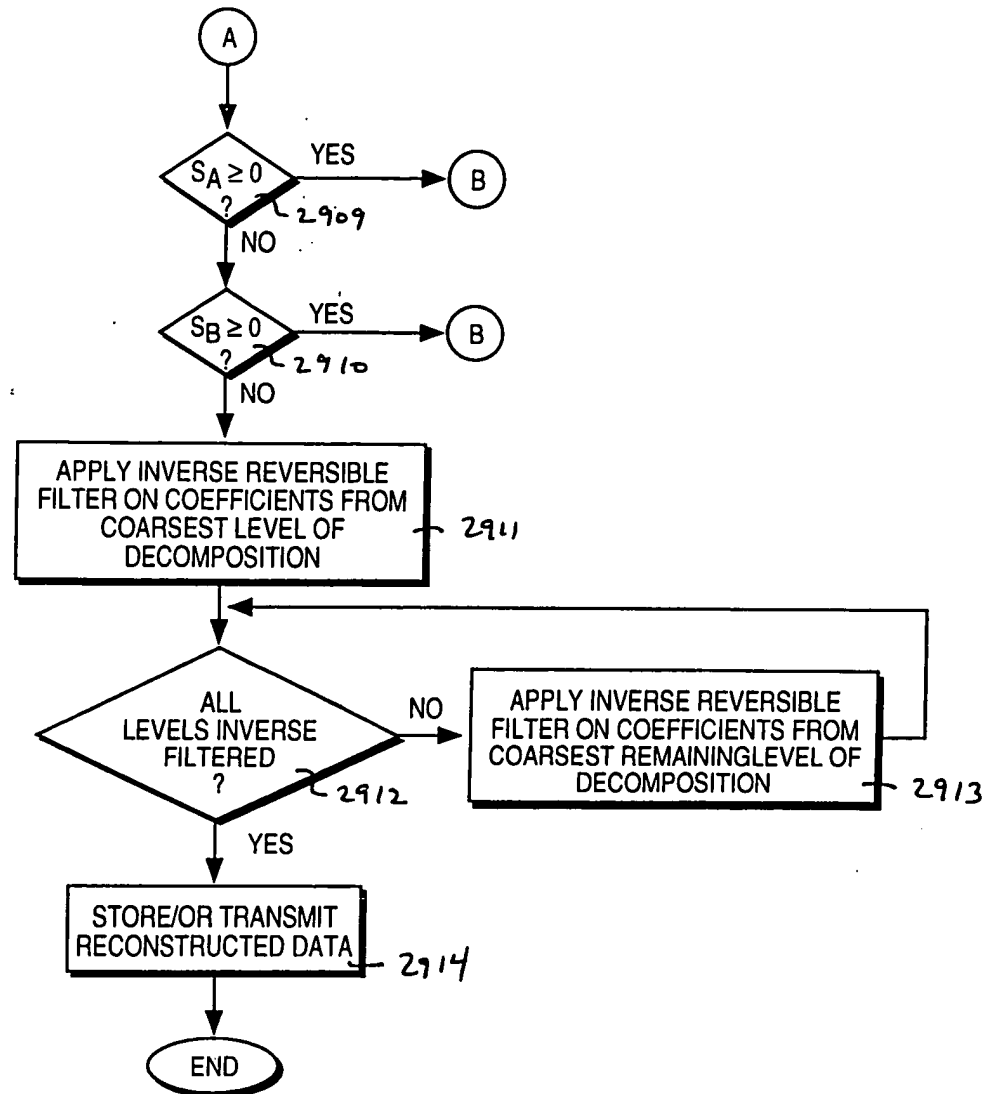 A
YES
S_A ≥ 0
?
B
2909
NO
YES
S_B ≥ 0
?
B
2910
NO
APPLY INVERSE REVERSIBLE
FILTER ON COEFFICIENTS FROM
COARSEST LEVEL OF
DECOMPOSITION
2911
ALL
LEVELS INVERSE
FILTERED
?
2912
NO
APPLY INVERSE REVERSIBLE
FILTER ON COEFFICIENTS FROM
COARSEST REMAININGLEVEL OF
DECOMPOSITION
2913
YES
STORE/OR TRANSMIT
RECONSTRUCTED DATA
2914
END